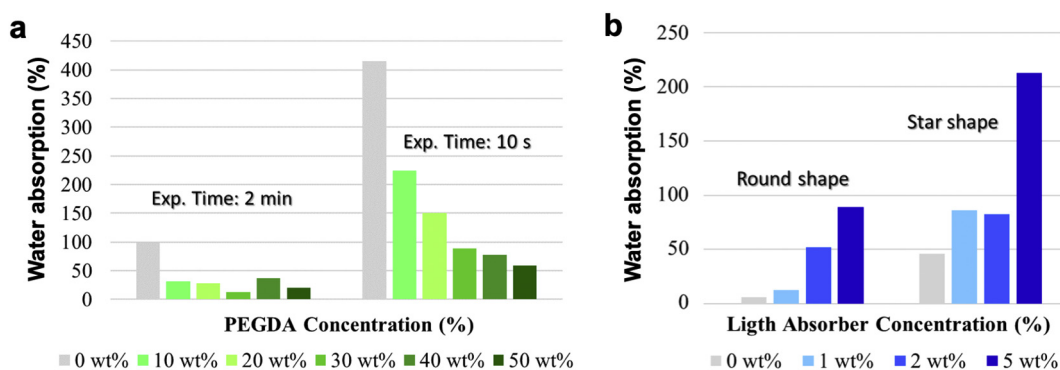 a
450
400
350
300
250
200
150
100
50
0
Water absorption (%)
Exp. Time: 2 min
Exp. Time: 10 s
PEGDA Concentration (%)
0 wt% 10 wt% 20 wt% 30 wt% 40 wt% 50 wt%
b
250
200
150
100
50
0
Water absorption (%)
Round shape
Star shape
Ligth Absorber Concentration (%)
0 wt% 1 wt% 2 wt% 5 wt%